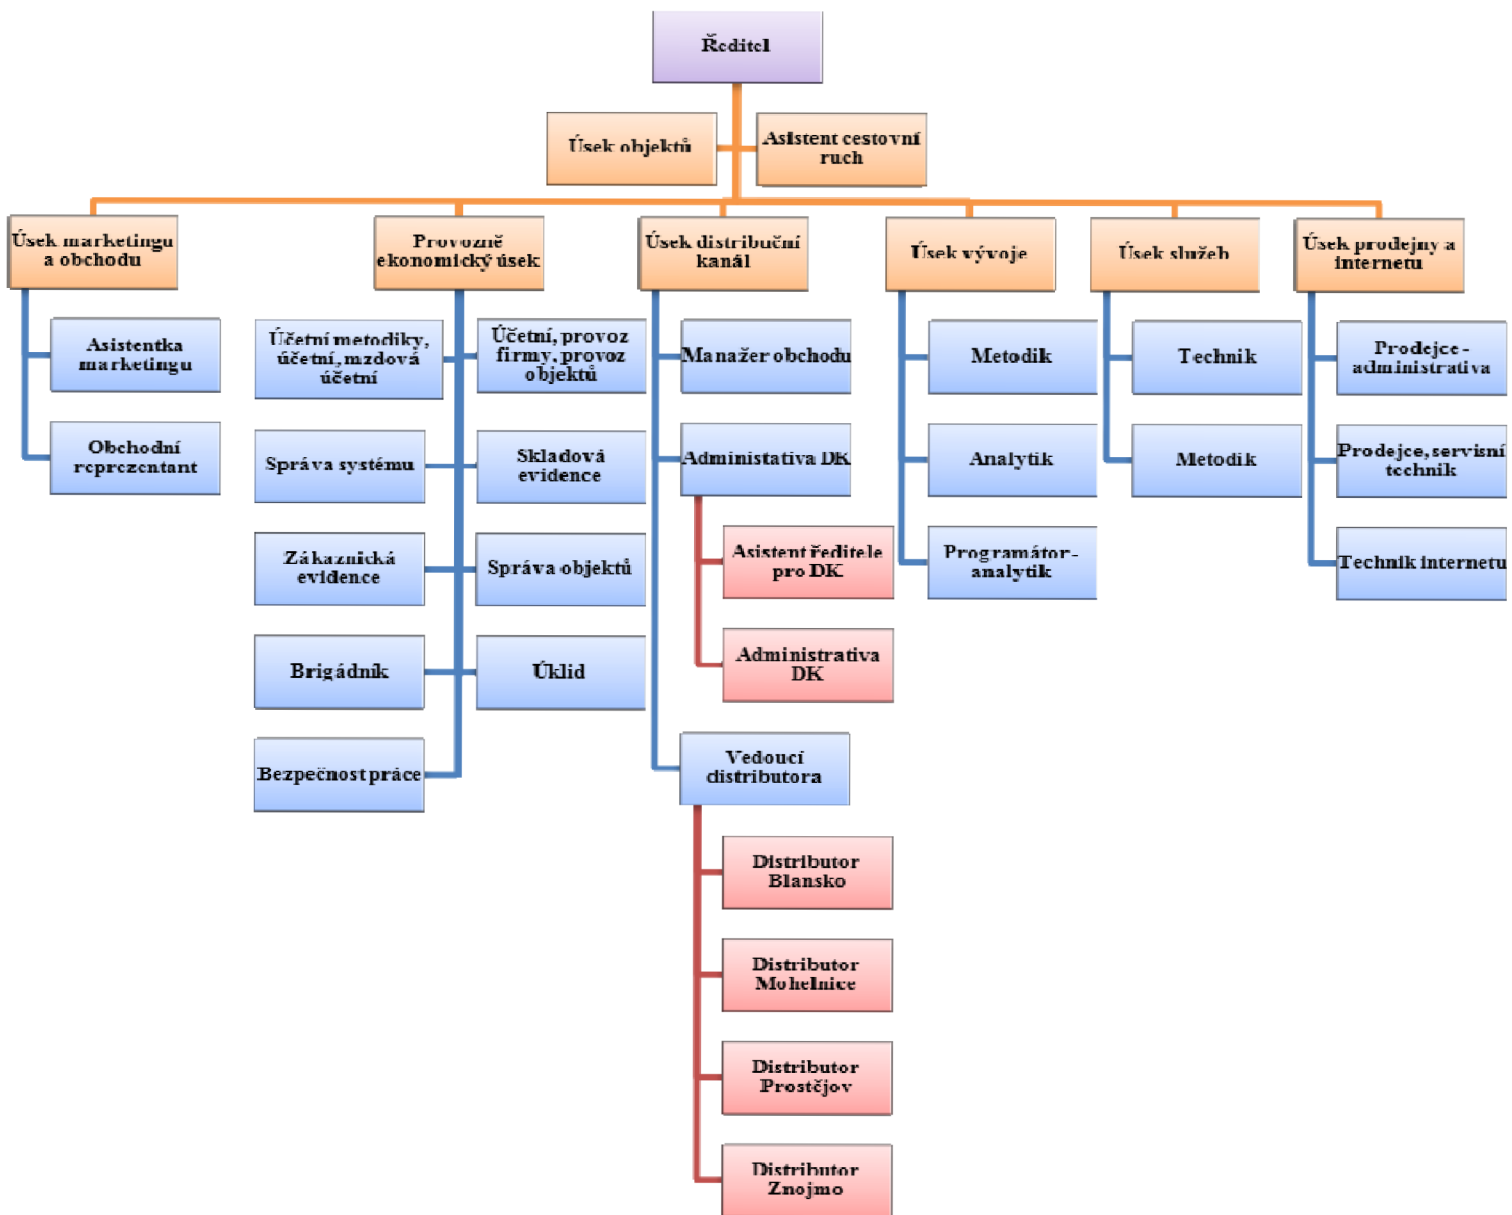 Ředitel
Úsek objektů
Asistent cestovní
ruch
Úsek marketingu
a obchodu
Provozně
ekonomický úsek
Úsek distribuční
kanál
Úsek vývoje
Úsek služeb
Úsek prodejny a
internetu
Asistentka
marketingu
Obchodní
reprezentant
Účetní metodiky,
účetní, mzdová
účetní
Účetní, provoz
firmy, provoz
objektů
Správa systému
Skladová
evidence
Zákaznická
evidence
Správa objektů
Brigádník
Úklid
Bezpečnost práce
Manažer obchodu
Administativa DK
Asistent ředitele
pro DK
Administrativa
DK
Vedoucí
distributora
Distributor
Blansko
Distributor
Mohelnice
Distributor
Prostějov
Distributor
Znojmo
Metodik
Analytik
Programátor-
analytik
Technik
Metodik
Prodejce-
administrativa
Prodejce, servisní
technik
Technik internetu